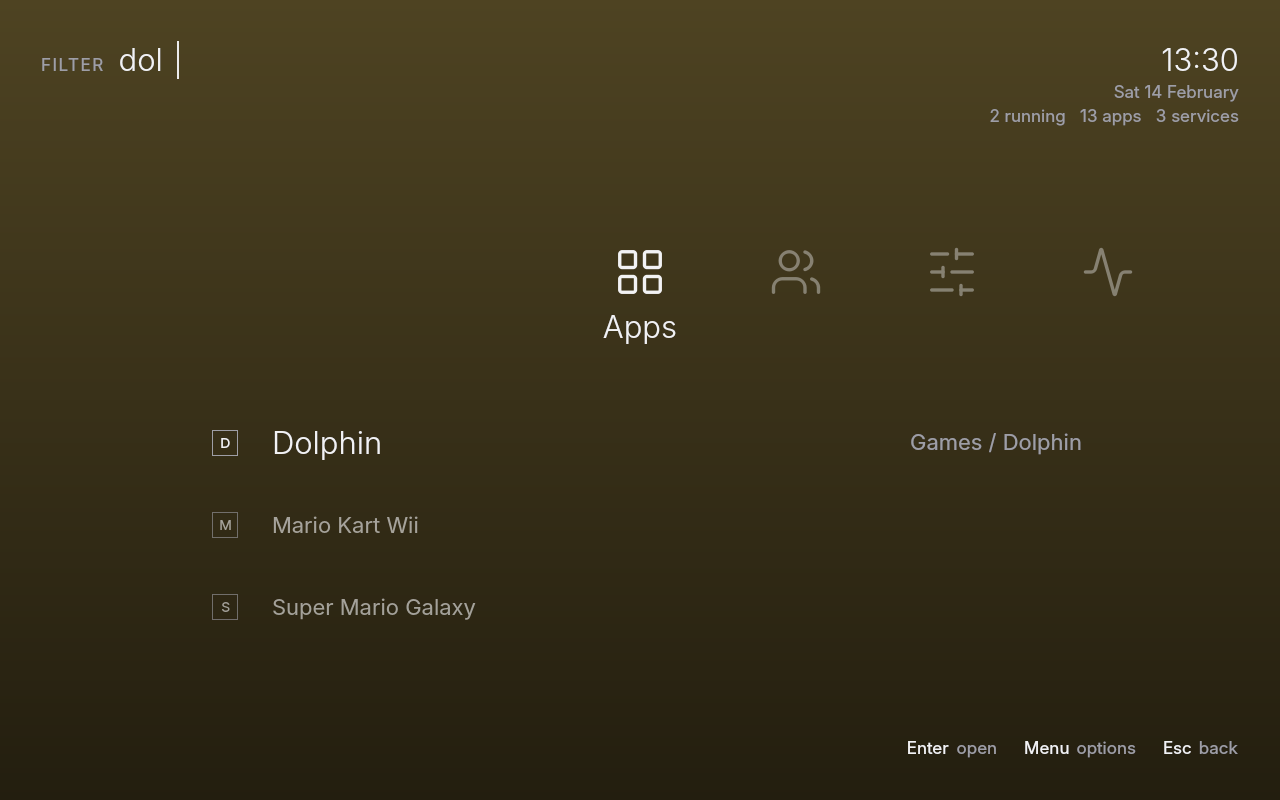 FILTER dol
13:30
Sat 14 February
2 running 13 apps 3 services
Apps
D Dolphin Games / Dolphin
M Mario Kart Wii
S Super Mario Galaxy
Enter open Menu options Esc back